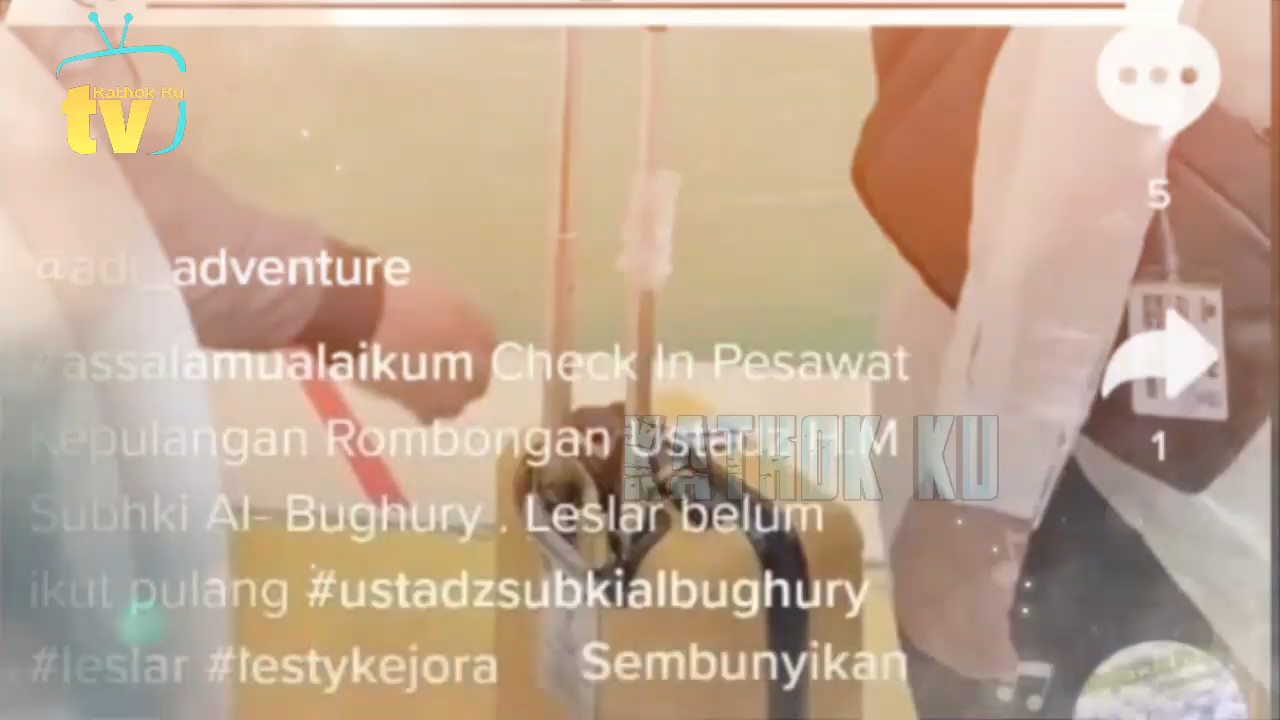 Kathok Ku
tv
5
@adi_adventure
#assalamualaikum Check In Pesawat
Kepulangan Rombongan Ustadz H.M
KATHOK KU
1
Subhki Al- Bughury . Leslar belum
ikut pulang #ustadzsubkialbughury
#leslar #lestykejora Sembunyikan